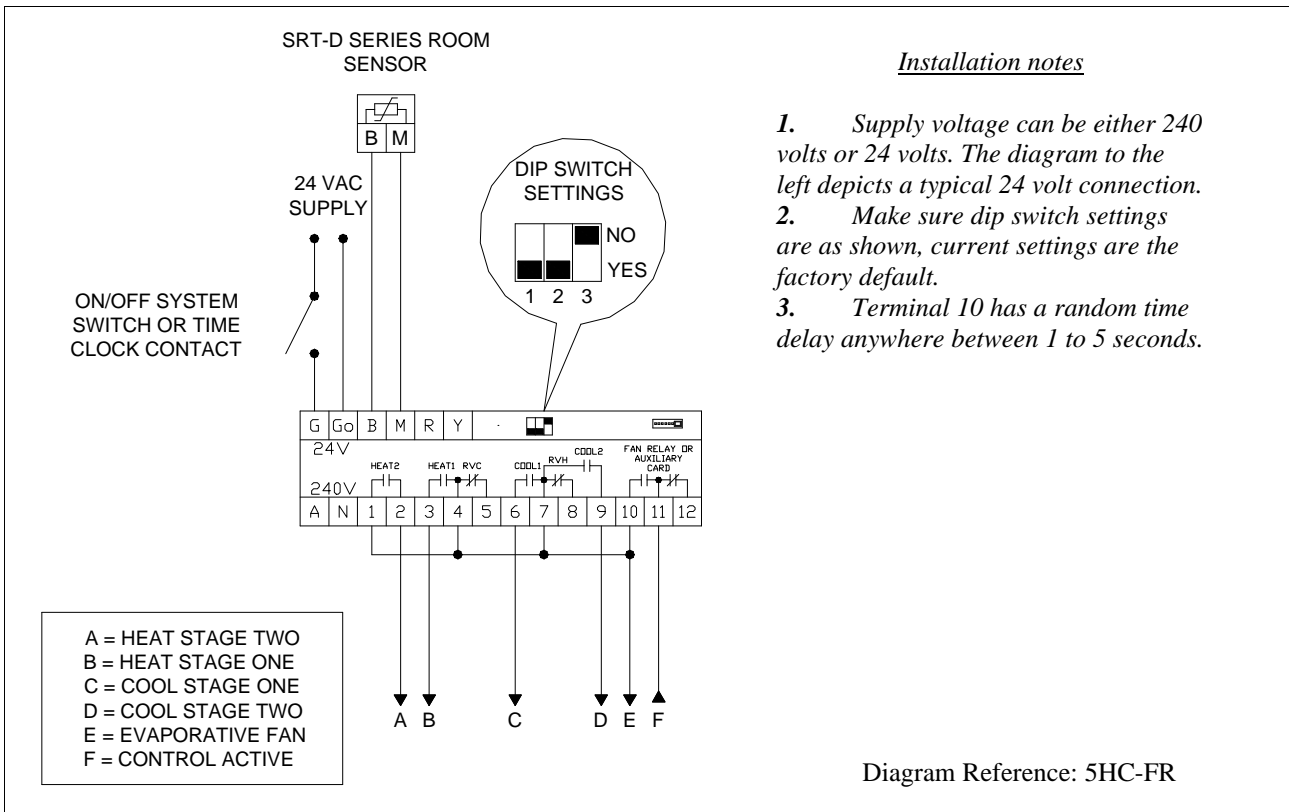 SRT-D SERIES ROOM
SENSOR
B M
24 VAC
SUPPLY
ON/OFF SYSTEM
SWITCH OR TIME
CLOCK CONTACT
DIP SWITCH
SETTINGS
NO
YES
1 2 3
G Go B M R Y
24V
HEAT2 HEAT1 RVC COOL1 RVH COOL2 FAN RELAY OR
AUXILIARY
CARD
240V
A N 1 2 3 4 5 6 7 8 9 10 11 12
A B C D E F
A = HEAT STAGE TWO
B = HEAT STAGE ONE
C = COOL STAGE ONE
D = COOL STAGE TWO
E = EVAPORATIVE FAN
F = CONTROL ACTIVE
Installation notes
1. Supply voltage can be either 240
volts or 24 volts. The diagram to the
left depicts a typical 24 volt connection.
2. Make sure dip switch settings
are as shown, current settings are the
factory default.
3. Terminal 10 has a random time
delay anywhere between 1 to 5 seconds.
Diagram Reference: 5HC-FR